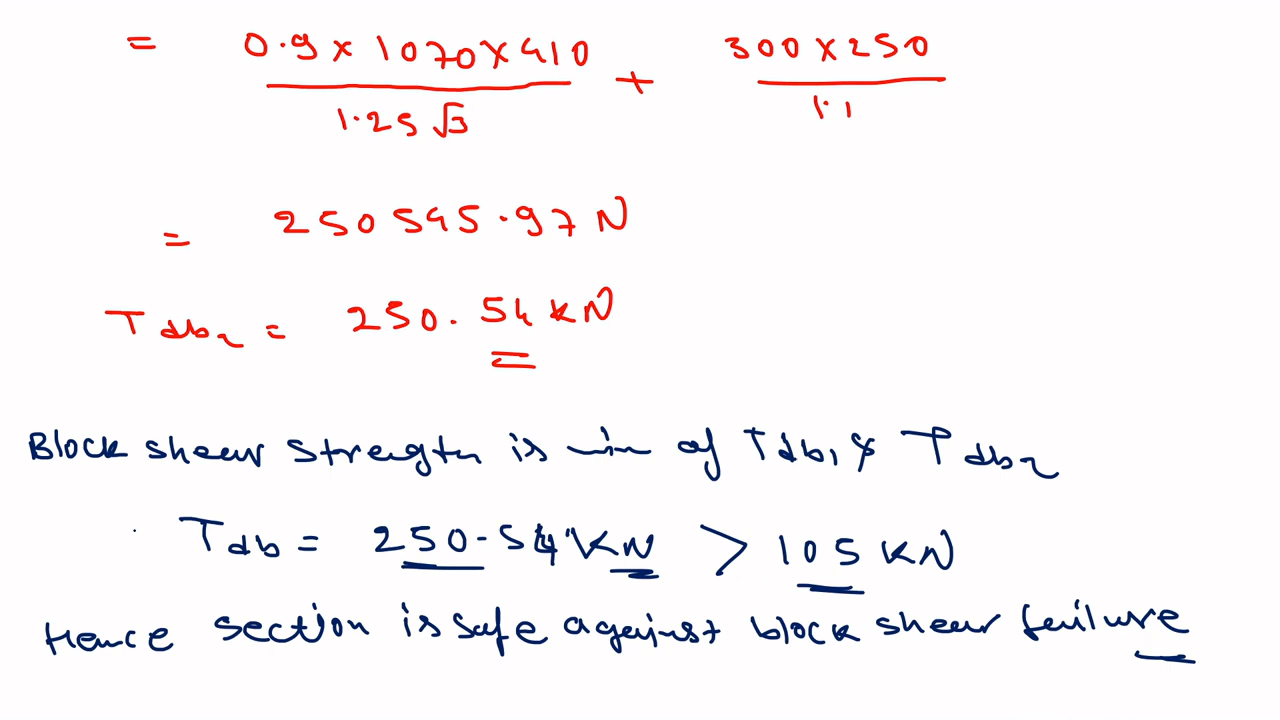 = 0.9 x 1070 x 410 / 1.25 √3 + 300 x 250 / 1.1
= 250545.97 N
Tdb2 = 250.54 kN
Block shear strength is min of Tdb1 & Tdb2
Tdb = 250.54 KN > 105 KN
Hence section is safe against block shear failure